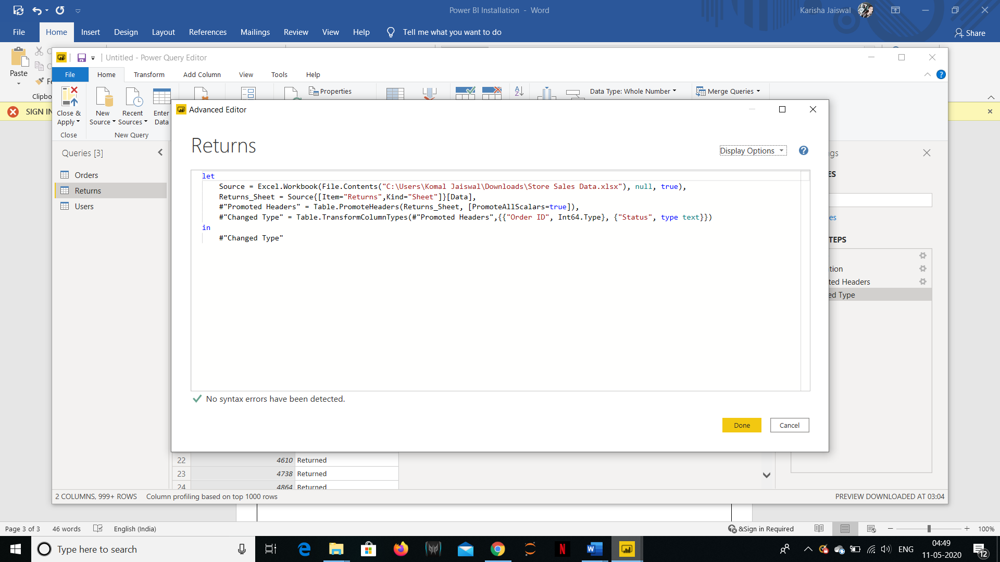 Power BI Installation - Word
Karisha Jaiswal
File Home Insert Design Layout References Mailings Review View Help Tell me what you want to do
Share
Paste
Clipbo
SIGN IN
Untitled - Power Query Editor
File Home Transform Add Column View Tools Help
Close & Apply
New Source
Recent Sources
Enter Data
Properties
Data Type: Whole Number
Merge Queries
Close
New Query
Queries [3]
Orders
Returns
Users
Advanced Editor
Returns
Display Options
let
Source = Excel.Workbook(File.Contents("C:\Users\Komal Jaiswal\Downloads\Store Sales Data.xlsx"), null, true),
Returns_Sheet = Source{[Item="Returns",Kind="Sheet"]}[Data],
#"Promoted Headers" = Table.PromoteHeaders(Returns_Sheet, [PromoteAllScalars=true]),
#"Changed Type" = Table.TransformColumnTypes(#"Promoted Headers",{{"Order ID", Int64.Type}, {"Status", type text}})
in
#"Changed Type"
No syntax errors have been detected.
Done
Cancel
gs
ES
es
TEPS
tion
ted Headers
ed Type
22 4610 Returned
23 4738 Returned
24 4864 Returned
2 COLUMNS, 999+ ROWS Column profiling based on top 1000 rows
PREVIEW DOWNLOADED AT 03:04
Page 3 of 3 46 words English (India)
&Sign in Required
100%
Type here to search
ENG
04:49
11-05-2020
12